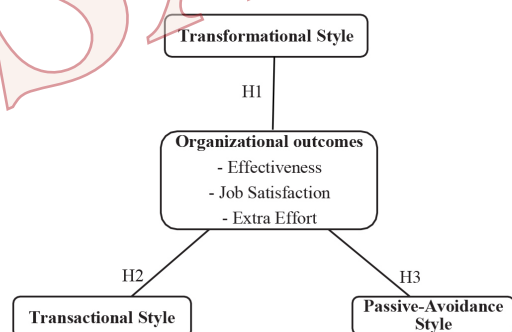 Transformational Style
H1
Organizational outcomes
- Effectiveness
- Job Satisfaction
- Extra Effort
H2
H3
Transactional Style
Passive-Avoidance
Style